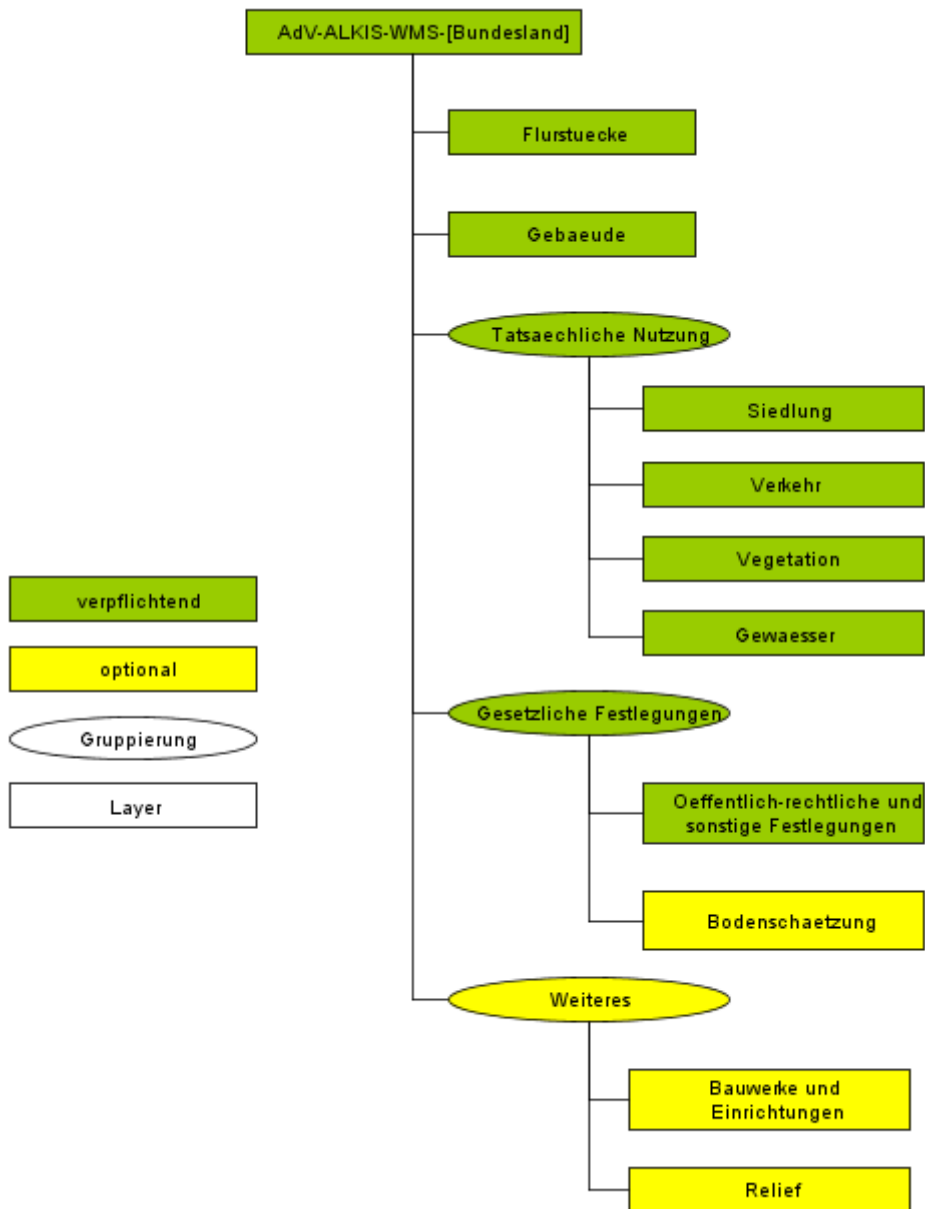 AdV-ALKIS-WMS-[Bundesland]
Flurstuecke
Gebaeude
Tatsaechliche Nutzung
Siedlung
Verkehr
Vegetation
Gewaesser
verpflichtend
optional
Gruppierung
Layer
Gesetzliche Festlegungen
Oeffentlich-rechtliche und
sonstige Festlegungen
Bodenschaetzung
Weiteres
Bauwerke und
Einrichtungen
Relief